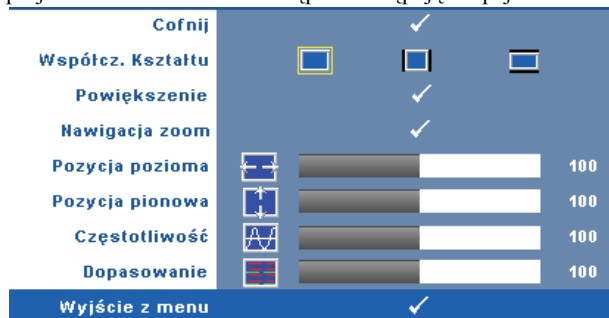 Cofnij
Współcz. Kształtu
Powiększenie
Nawigacja zoom
Pozycja pozioma 100
Pozycja pionowa 100
Częstotliwość 100
Dopasowanie 100
Wyjście z menu